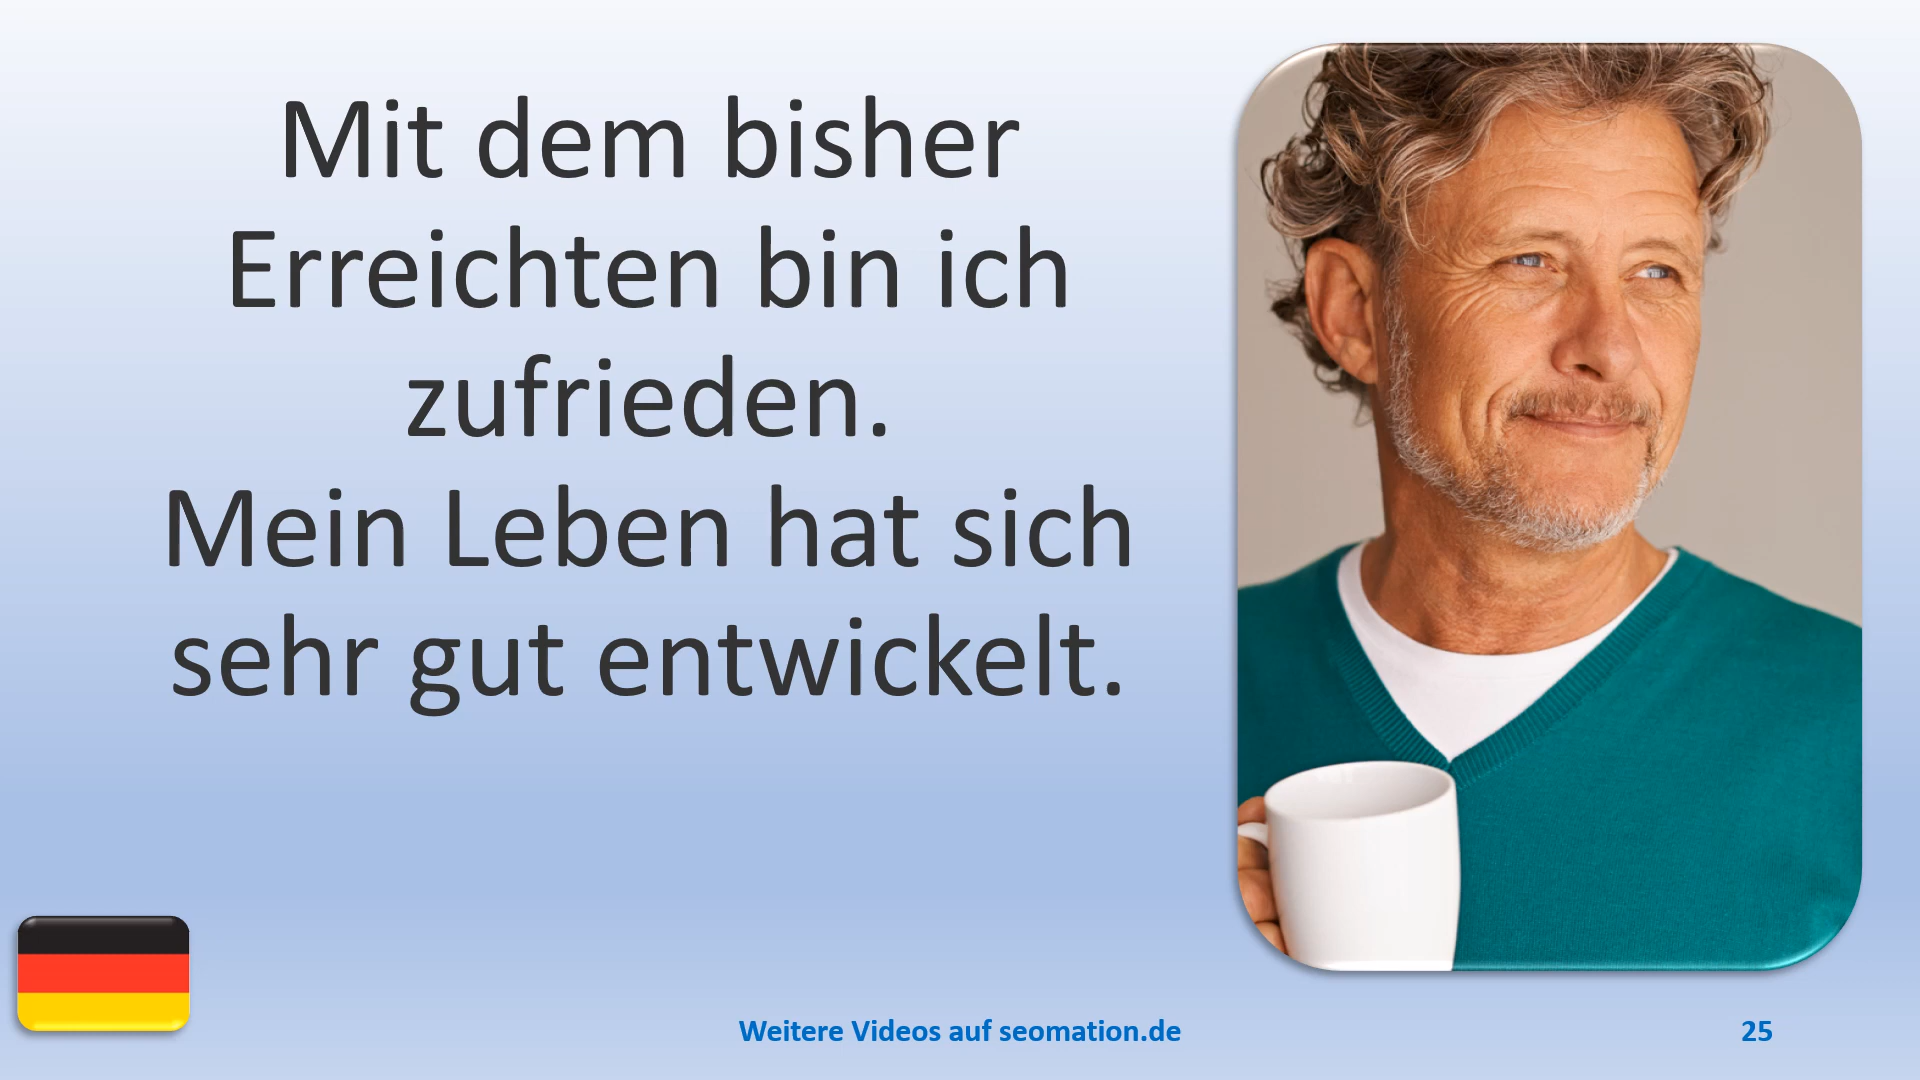 Mit dem bisher
Erreichten bin ich
zufrieden.
Mein Leben hat sich
sehr gut entwickelt.
Weitere Videos auf seomation.de
25